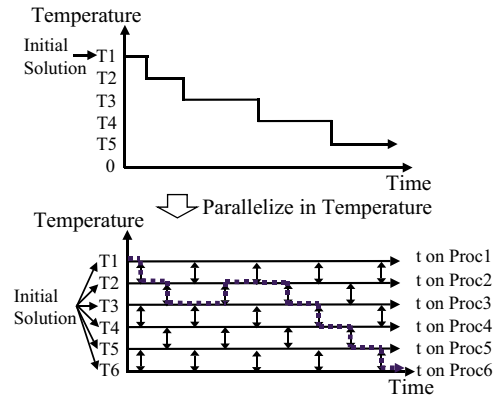 Temperature
Initial
Solution
T1
T2
T3
T4
T5
0
Time
Parallelize in Temperature
Temperature
Initial
Solution
T1
T2
T3
T4
T5
T6
t on Proc1
t on Proc2
t on Proc3
t on Proc4
t on Proc5
t on Proc6
Time